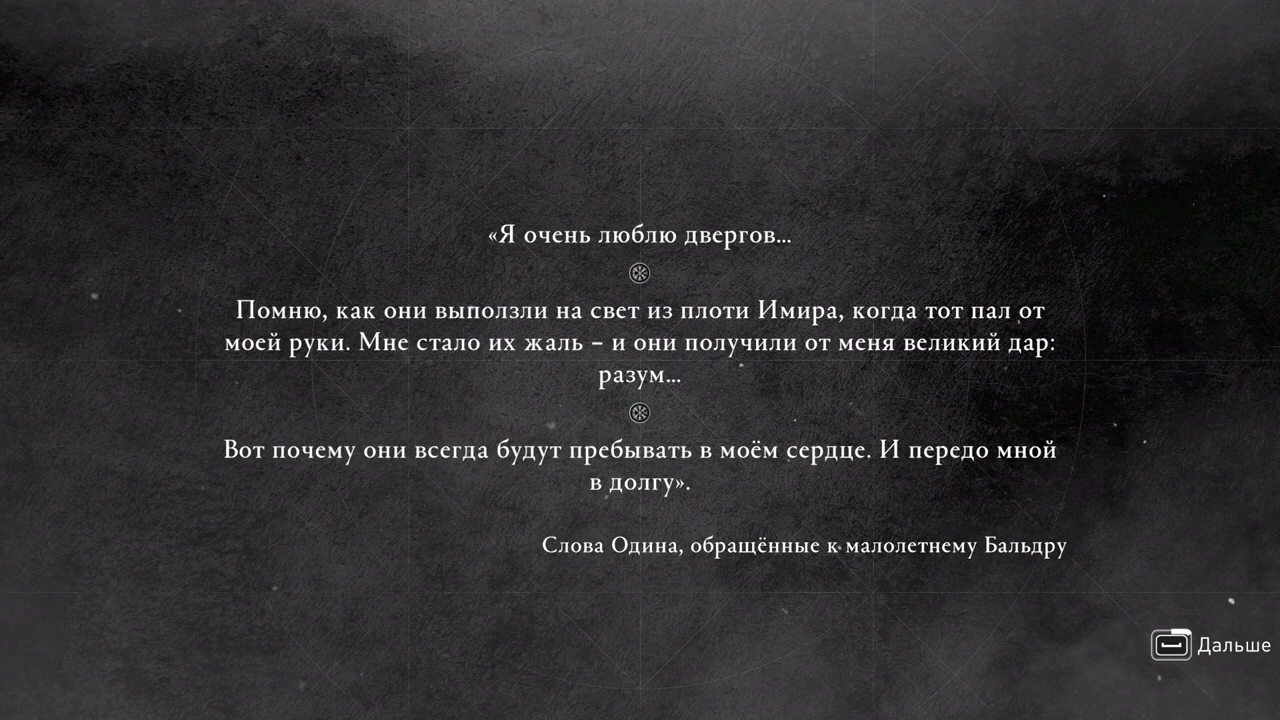 «Я очень люблю двергов...
Помню, как они выползли на свет из плоти Имира, когда тот пал от
моей руки. Мне стало их жаль – и они получили от меня великий дар:
разум...
Вот почему они всегда будут пребывать в моём сердце. И передо мной
в долгу».
Слова Одина, обращённые к малолетнему Бальдру
Дальше